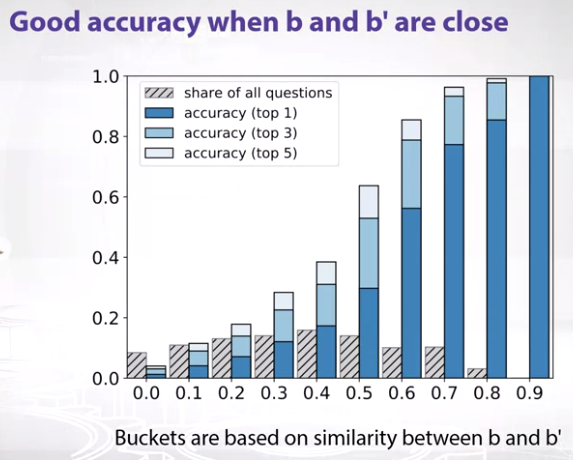 Good accuracy when b and b' are close
1.0
0.8
0.6
0.4
0.2
0.0
share of all questions
accuracy (top 1)
accuracy (top 3)
accuracy (top 5)
0.0 0.1 0.2 0.3 0.4 0.5 0.6 0.7 0.8 0.9
Buckets are based on similarity between b and b'